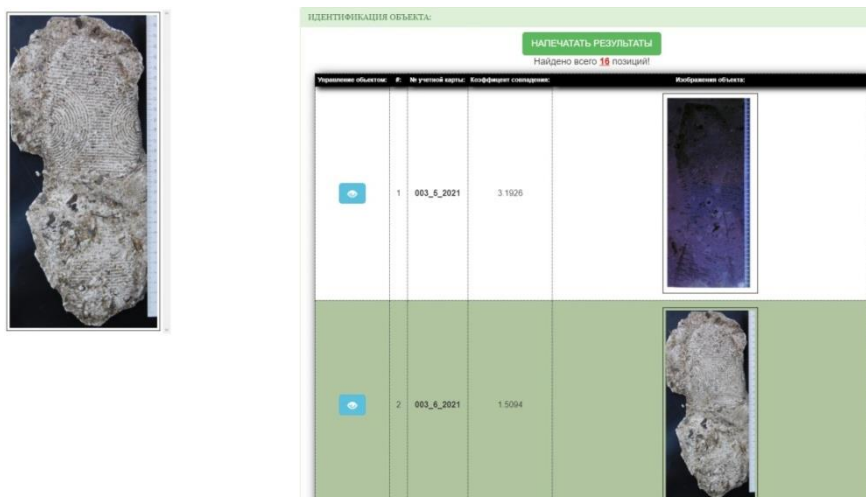 ИДЕНТИФИКАЦИЯ ОБЪЕКТА:
НАПЕЧАТАТЬ РЕЗУЛЬТАТЫ
Найдено всего 16 позиций!
Управление объектом: #: № учетной карты: Коэффицент совпадения: Изображения объекта:
1 003_5_2021 3.1926
2 003_6_2021 1.5094